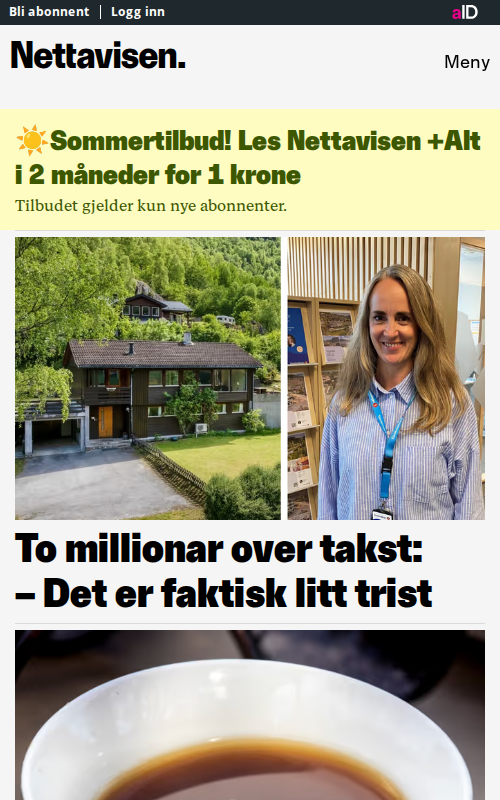 Bli abonnent
Logg inn
aID
Nettavisen.
Meny
☀️Sommertilbud! Les Nettavisen +Alt
i 2 måneder for 1 krone
Tilbudet gjelder kun nye abonnenter.
To millionar over takst:
– Det er faktisk litt trist